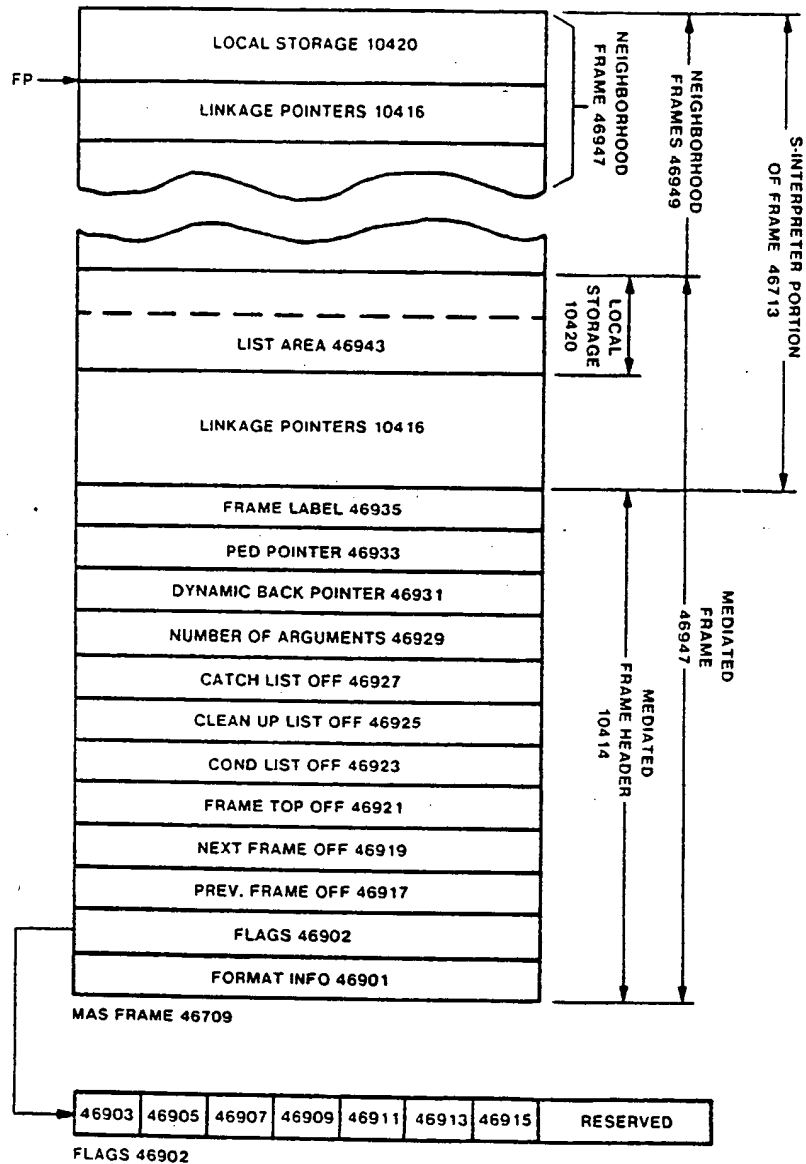 LOCAL STORAGE 10420
FP
LINKAGE POINTERS 10416
NEIGHBORHOOD
FRAME 46947
NEIGHBORHOOD
FRAMES 46949
S-INTERPRETER PORTION
OF FRAME 46713
LOCAL
STORAGE
10420
LIST AREA 46943
LINKAGE POINTERS 10416
FRAME LABEL 46935
PED POINTER 46933
DYNAMIC BACK POINTER 46931
NUMBER OF ARGUMENTS 46929
CATCH LIST OFF 46927
CLEAN UP LIST OFF 46925
COND LIST OFF 46923
FRAME TOP OFF 46921
NEXT FRAME OFF 46919
PREV. FRAME OFF 46917
FLAGS 46902
FORMAT INFO 46901
MEDIATED
FRAME
46947
MEDIATED
FRAME HEADER
10414
MAS FRAME 46709
46903 46905 46907 46909 46911 46913 46915 RESERVED
FLAGS 46902